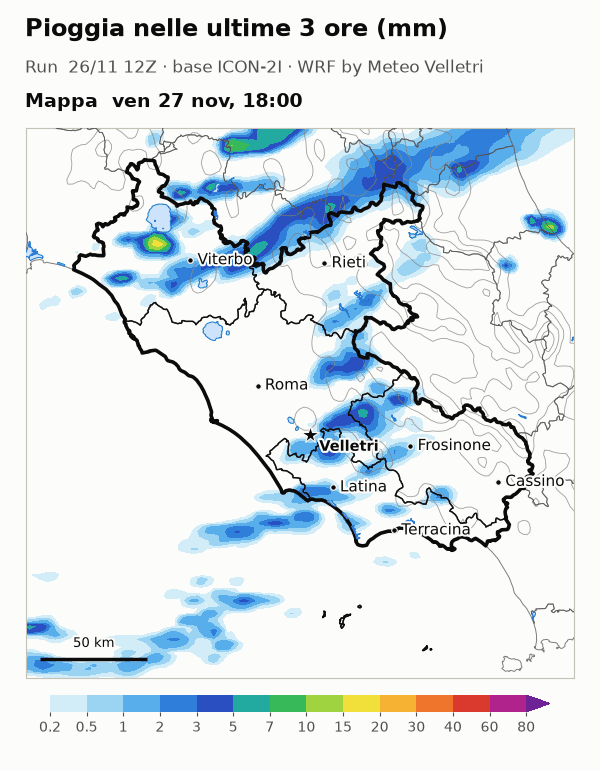 Pioggia nelle ultime 3 ore (mm)
Run 26/11 12Z · base ICON-2I · WRF by Meteo Velletri
Mappa ven 27 nov, 18:00
Viterbo
Rieti
Roma
Velletri
Frosinone
Latina
Cassino
Terracina
50 km
0.2 0.5 1 2 3 5 7 10 15 20 30 40 60 80